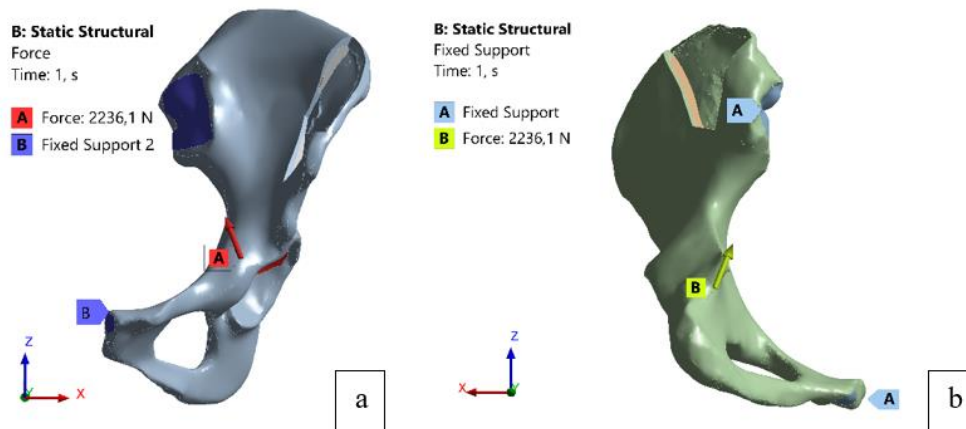 B: Static Structural
Force
Time: 1, s
A Force: 2236,1 N
B Fixed Support 2
A
B
Z
Y
X
a
B: Static Structural
Fixed Support
Time: 1, s
A Fixed Support
B Force: 2236,1 N
A
B
A
Z
X
Y
b